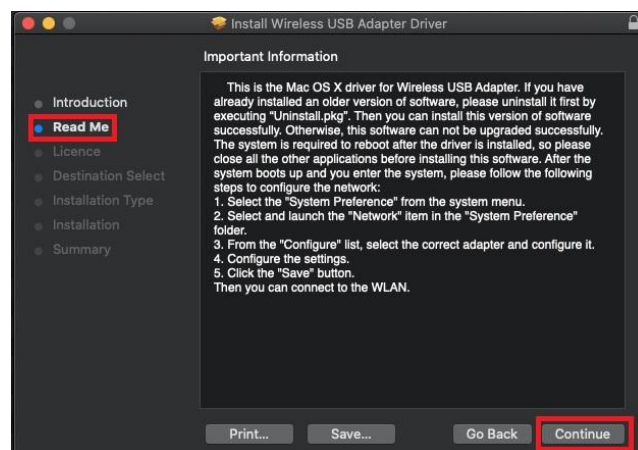 Install Wireless USB Adapter Driver
Important Information
Introduction
Read Me
Licence
Destination Select
Installation Type
Installation
Summary
This is the Mac OS X driver for Wireless USB Adapter. If you have
already installed an older version of software, please uninstall it first by
executing "Uninstall.pkg". Then you can install this version of software
successfully. Otherwise, this software can not be upgraded successfully.
The system is required to reboot after the driver is installed, so please
close all the other applications before installing this software. After the
system boots up and you enter the system, please follow the following
steps to configure the network:
1. Select the "System Preference" from the system menu.
2. Select and launch the "Network" item in the "System Preference"
folder.
3. From the "Configure" list, select the correct adapter and configure it.
4. Configure the settings.
5. Click the "Save" button.
Then you can connect to the WLAN.
Print...
Save...
Go Back
Continue